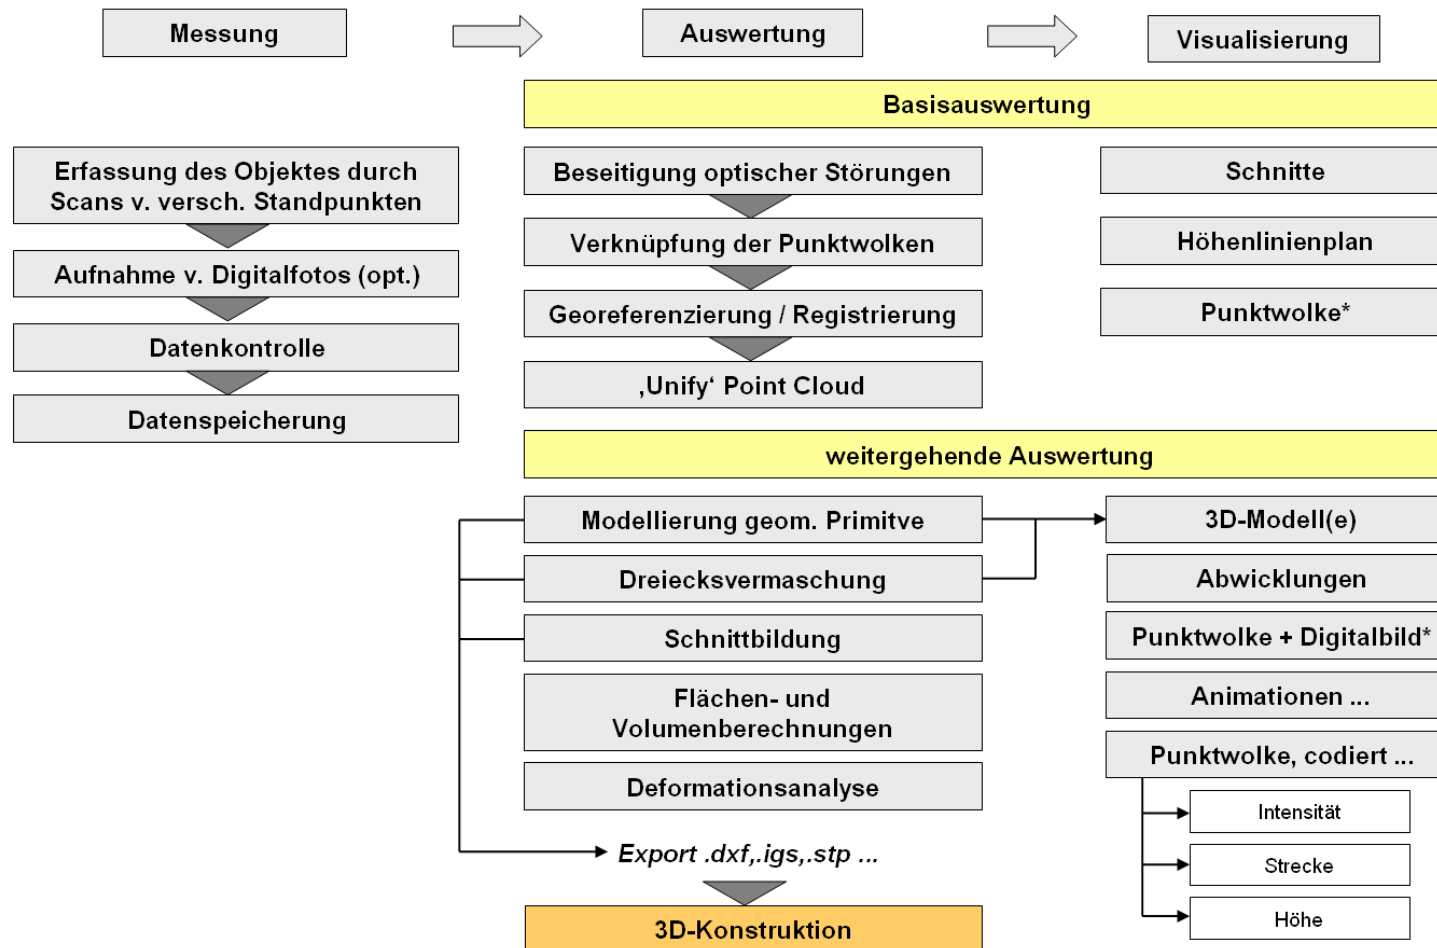 Messung
Auswertung
Visualisierung
Basisauswertung
Erfassung des Objektes durch
Scans v. versch. Standpunkten
Aufnahme v. Digitalfotos (opt.)
Datenkontrolle
Datenspeicherung
Beseitigung optischer Störungen
Verknüpfung der Punktwolken
Georeferenzierung / Registrierung
‚Unify‘ Point Cloud
Schnitte
Höhenlinienplan
Punktwolke*
weitergehende Auswertung
Modellierung geom. Primitve
Dreiecksvermaschung
Schnittbildung
Flächen- und
Volumenberechnungen
Deformationsanalyse
Export .dxf,.igs,.stp ...
3D-Konstruktion
3D-Modell(e)
Abwicklungen
Punktwolke + Digitalbild*
Animationen ...
Punktwolke, codiert ...
Intensität
Strecke
Höhe